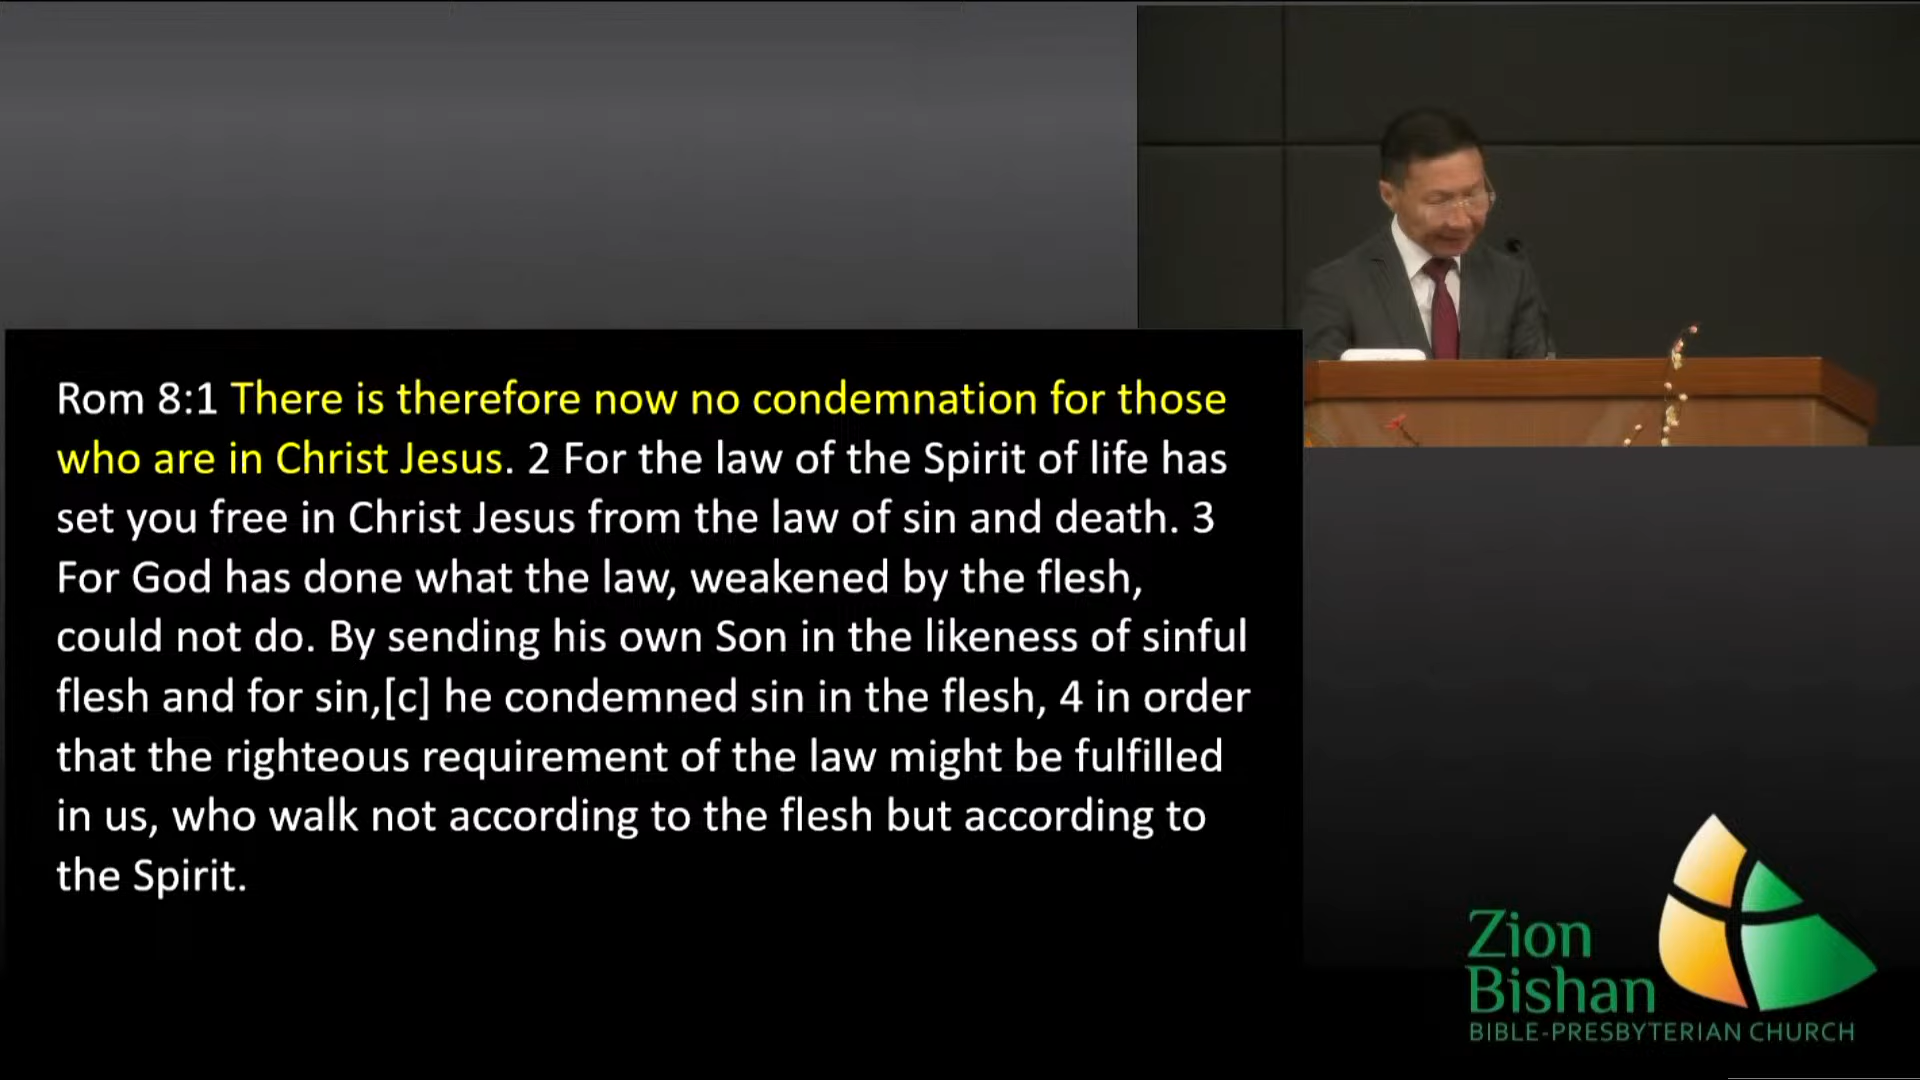 Rom 8:1 There is therefore now no condemnation for those
who are in Christ Jesus. 2 For the law of the Spirit of life has
set you free in Christ Jesus from the law of sin and death. 3
For God has done what the law, weakened by the flesh,
could not do. By sending his own Son in the likeness of sinful
flesh and for sin,[c] he condemned sin in the flesh, 4 in order
that the righteous requirement of the law might be fulfilled
in us, who walk not according to the flesh but according to
the Spirit.
Zion
Bishan
BIBLE-PRESBYTERIAN CHURCH